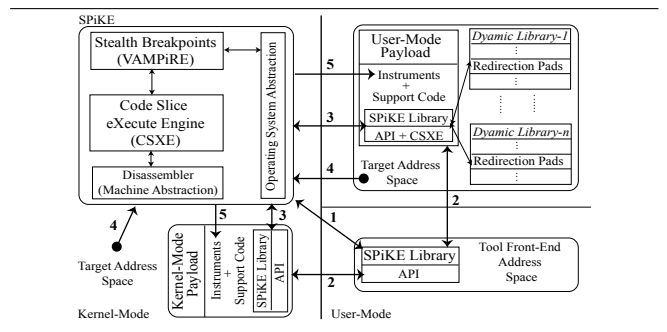 SPiKE
Stealth Breakpoints
(VAMPiRE)
Code Slice
eXecute Engine
(CSXE)
Disassembler
(Machine Abstraction)
Operating System Abstraction
User-Mode
Payload
Instruments
+
Support Code
SPiKE Library
API + CSXE
Target Address
Space
Dyamic Library-1
⋮
Redirection Pads
⋮
⋮ ⋮
Dyamic Library-n
⋮
Redirection Pads
⋮
5
3
4
2
1
4
Target Address
Space
5
3
Kernel-Mode
Payload
Instruments
+
Support Code
SPiKE Library
API
2
SPiKE Library
API
Tool Front-End
Address
Space
Kernel-Mode
User-Mode